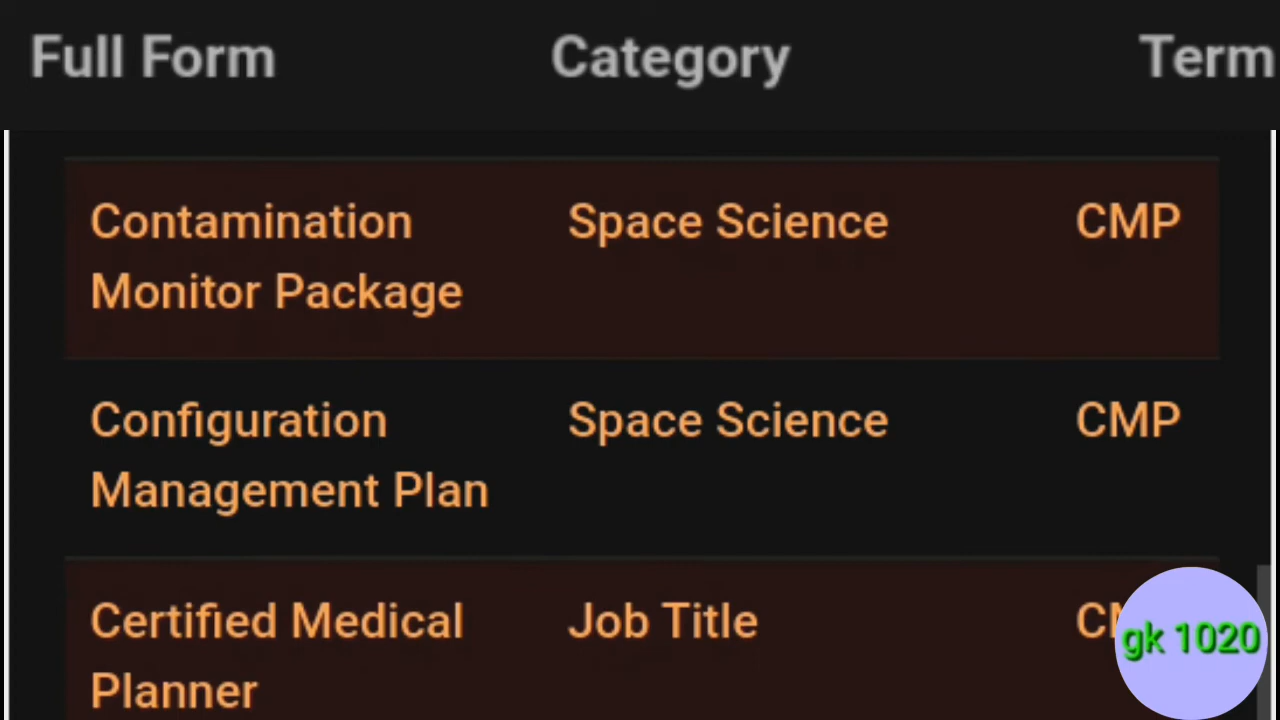 Full Form Category Term
Contamination Space Science CMP
Monitor Package
Configuration Space Science CMP
Management Plan
Certified Medical Job Title
Planner
gk 1020